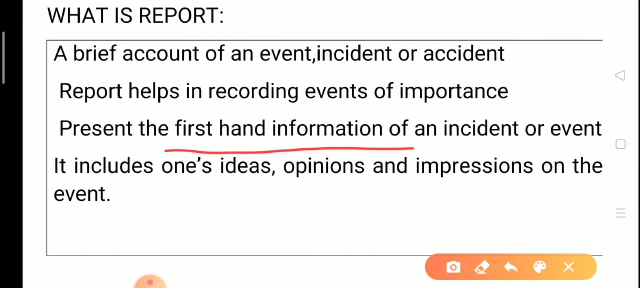 WHAT IS REPORT:
A brief account of an event,incident or accident
Report helps in recording events of importance
Present the first hand information of an incident or event
It includes one's ideas, opinions and impressions on the
event.